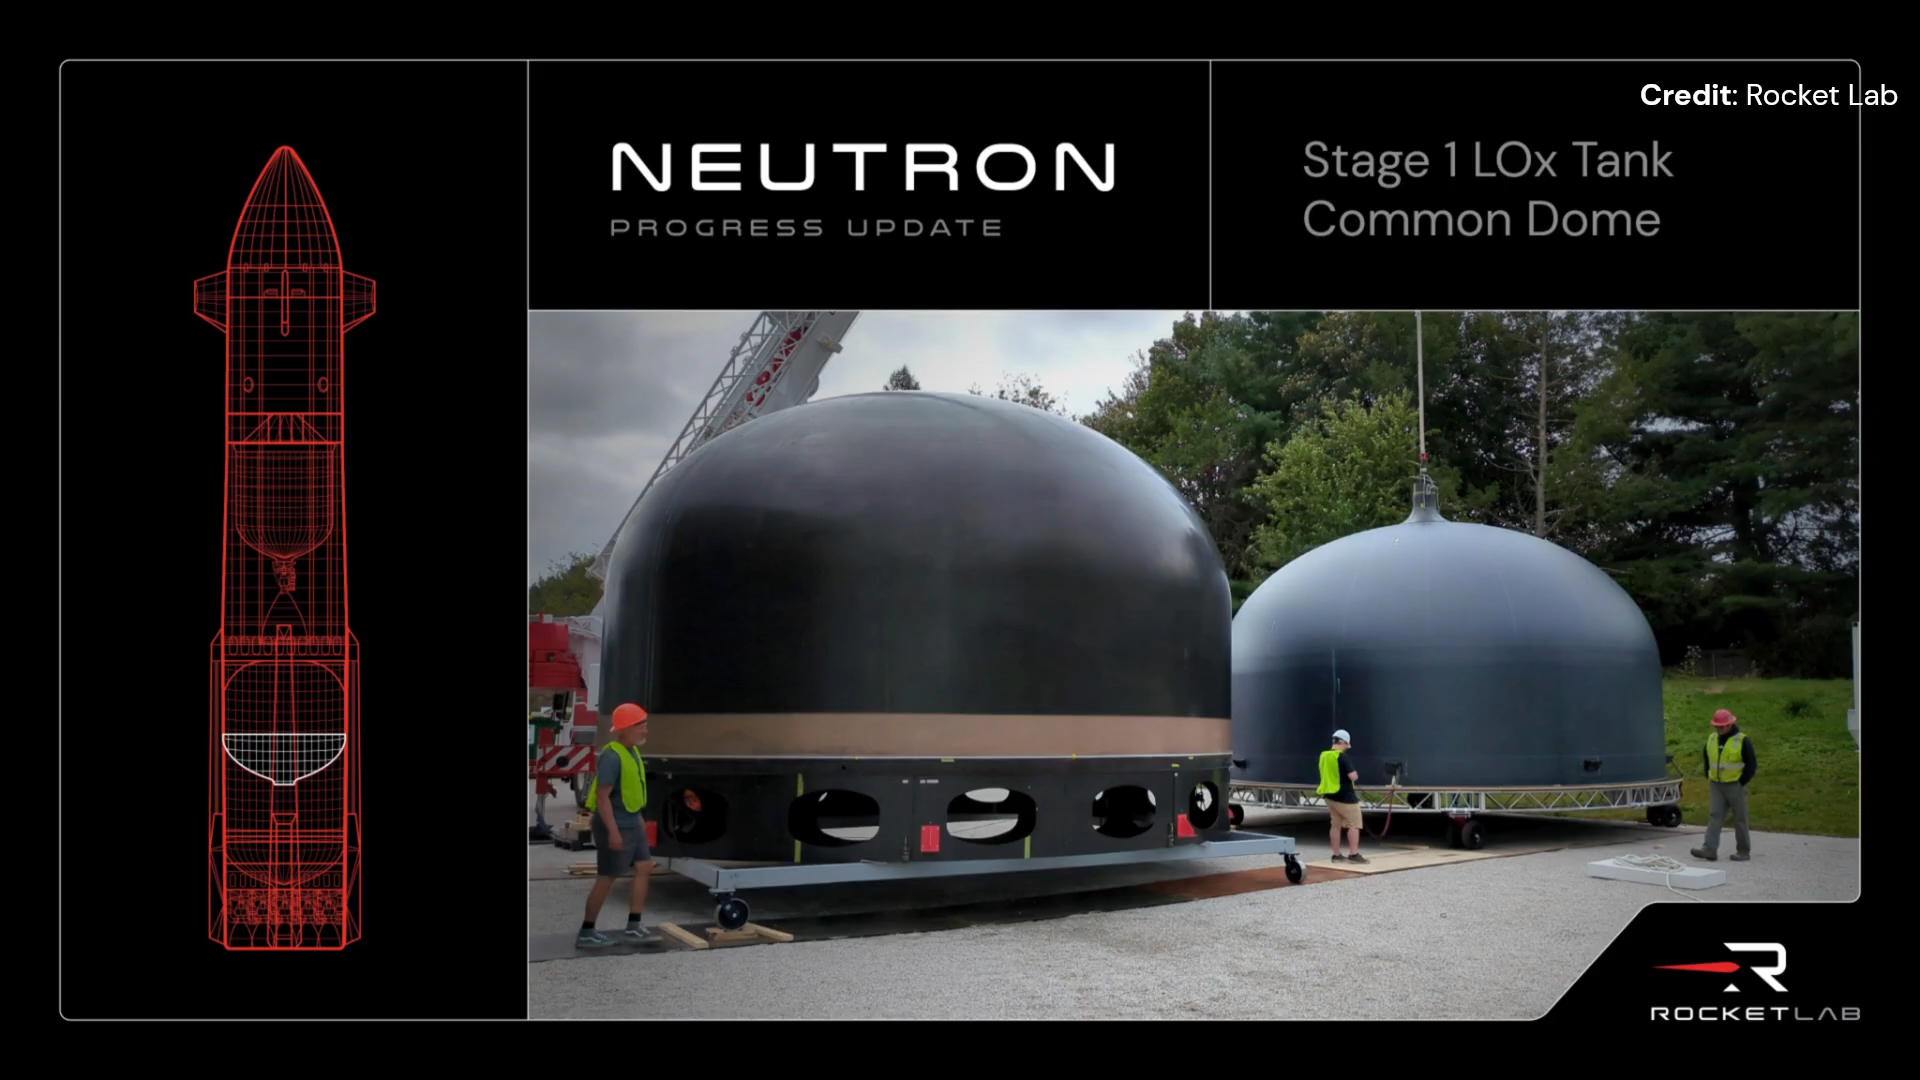 Credit: Rocket Lab
NEUTRON
PROGRESS UPDATE
Stage 1 LOx Tank
Common Dome
ROCKETLAB